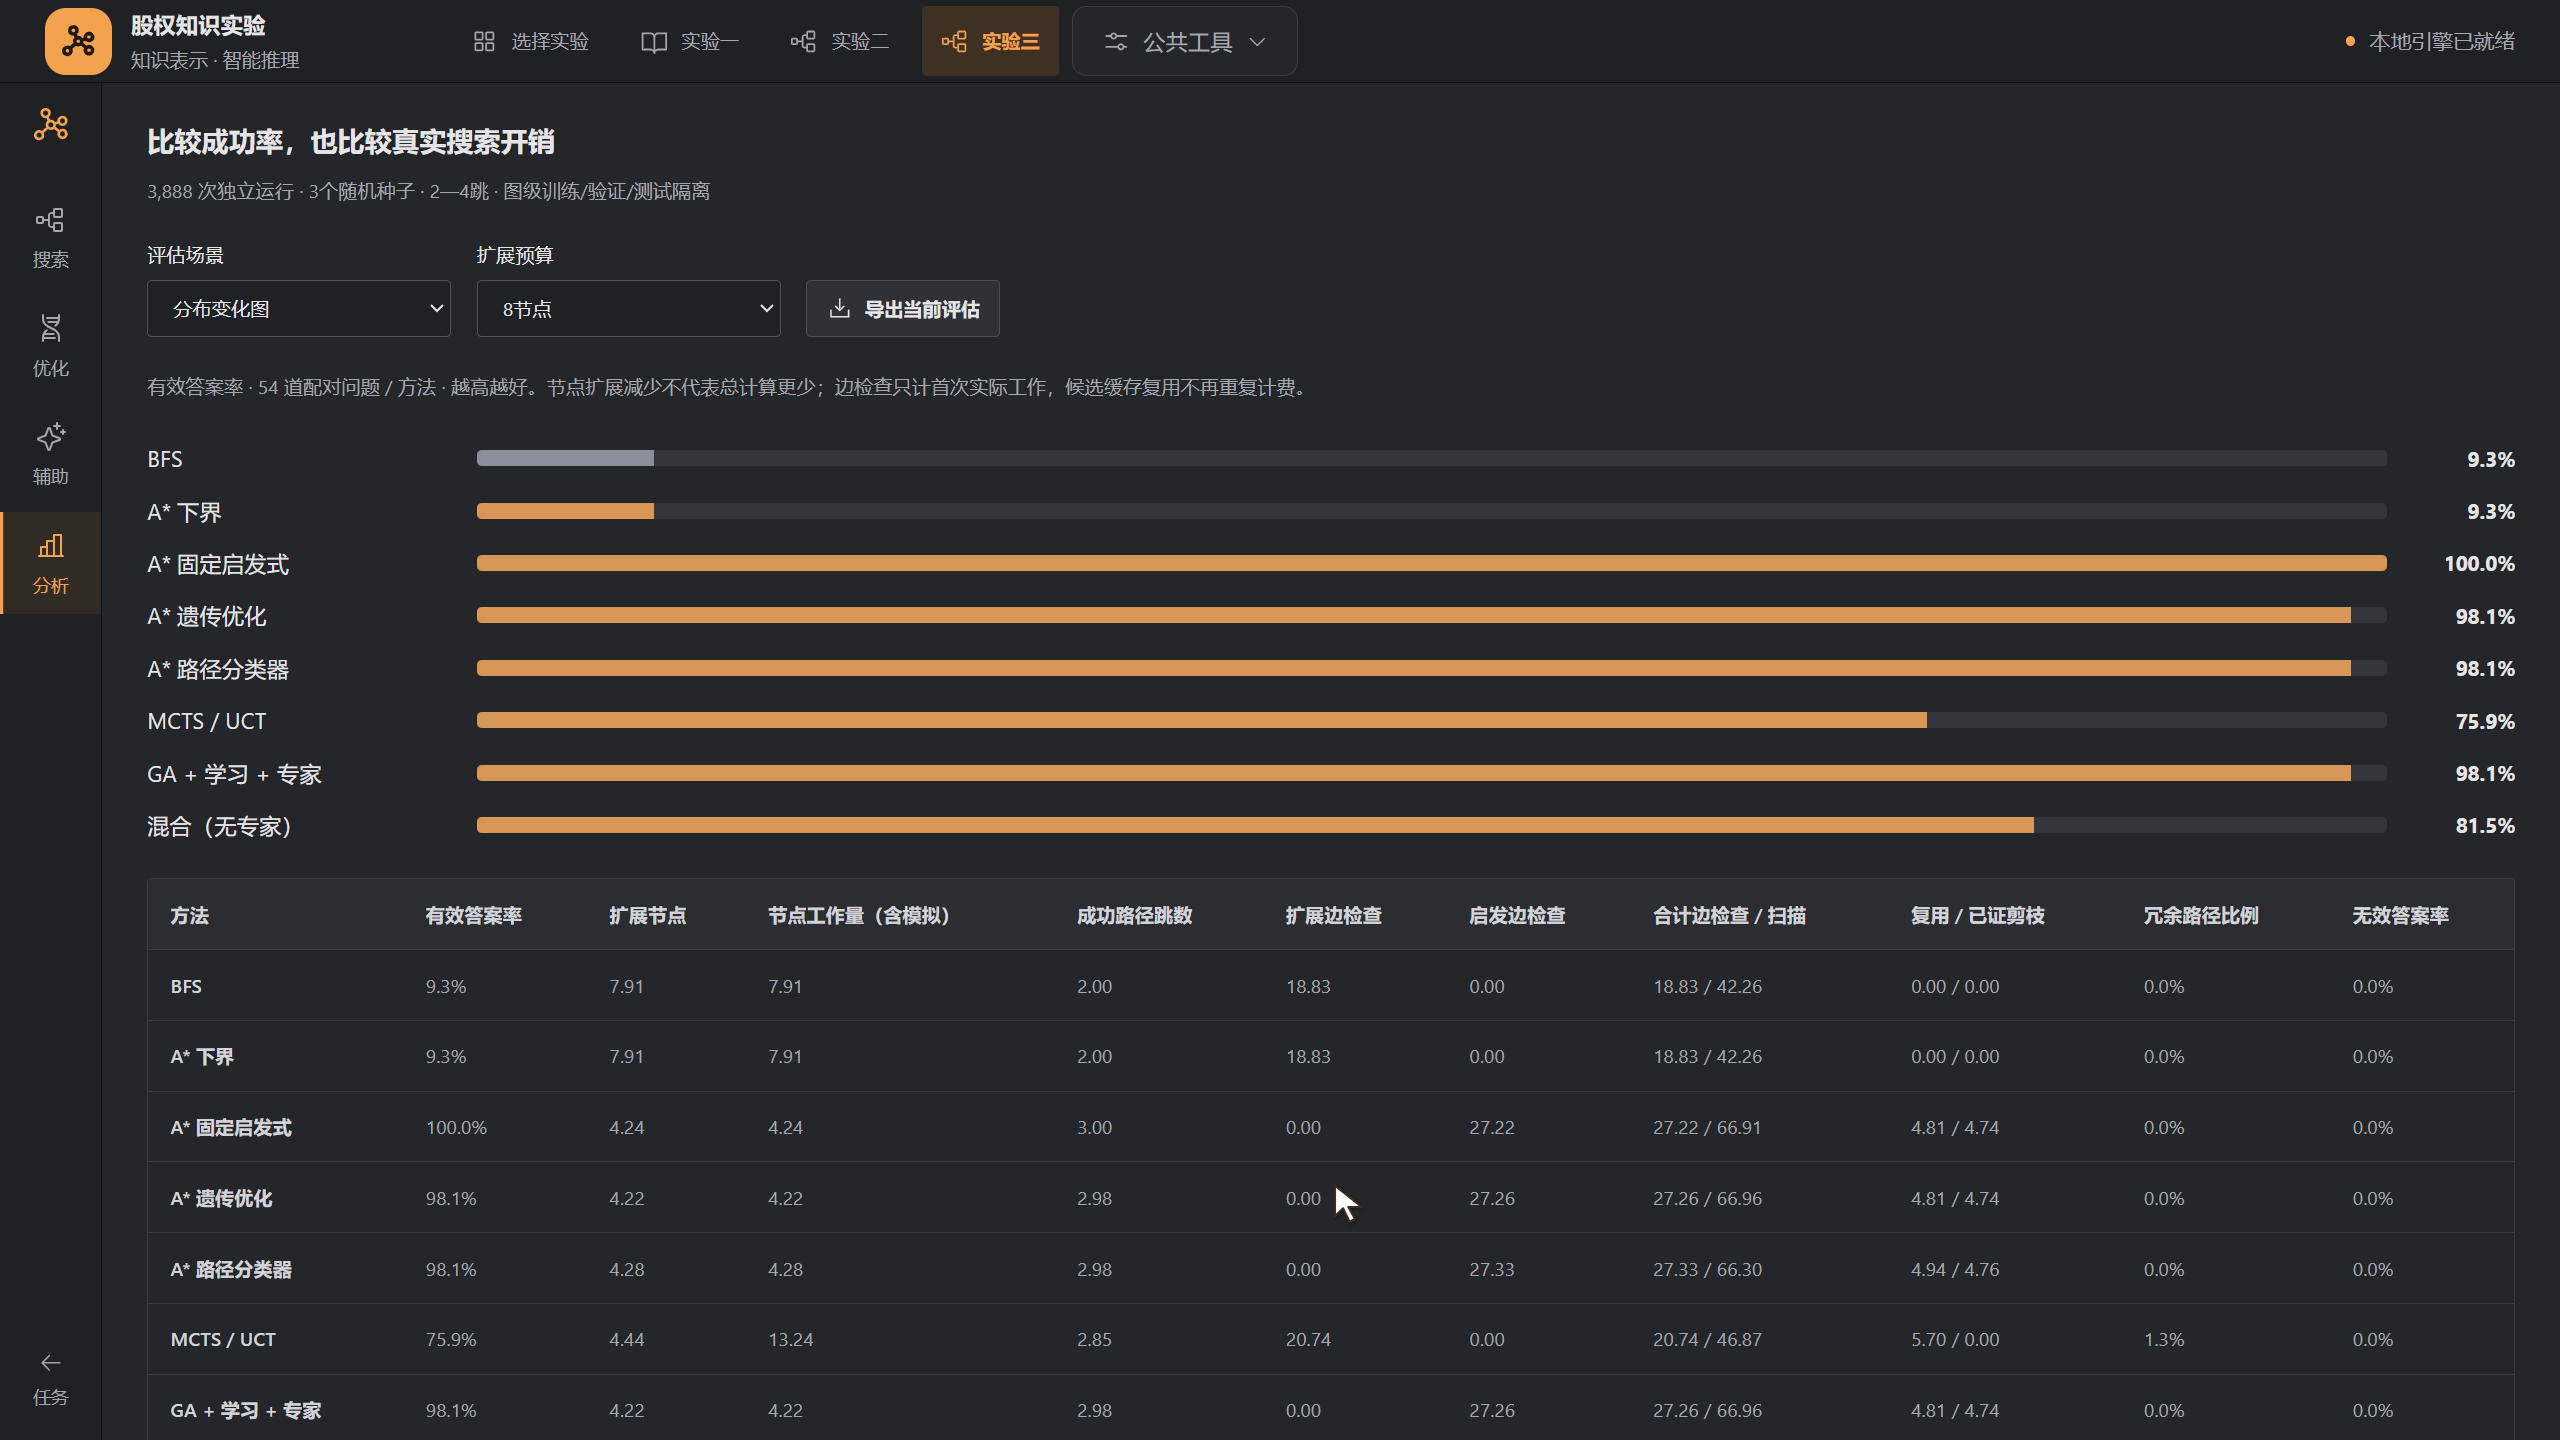 股权知识实验
知识表示 · 智能推理
选择实验
实验一
实验二
实验三
公共工具
本地引擎已就绪
搜索
优化
辅助
分析
任务
比较成功率，也比较真实搜索开销
3,888 次独立运行 · 3个随机种子 · 2—4跳 · 图级训练/验证/测试隔离
评估场景
扩展预算
分布变化图
8节点
导出当前评估
有效答案率 · 54 道配对问题 / 方法 · 越高越好。节点扩展减少不代表总计算更少；边检查只计首次实际工作，候选缓存复用不再重复计费。
BFS 9.3%
A* 下界 9.3%
A* 固定启发式 100.0%
A* 遗传优化 98.1%
A* 路径分类器 98.1%
MCTS / UCT 75.9%
GA + 学习 + 专家 98.1%
混合（无专家） 81.5%
方法 有效答案率 扩展节点 节点工作量（含模拟） 成功路径跳数 扩展边检查 启发边检查 合计边检查 / 扫描 复用 / 已证剪枝 冗余路径比例 无效答案率
BFS 9.3% 7.91 7.91 2.00 18.83 0.00 18.83 / 42.26 0.00 / 0.00 0.0% 0.0%
A* 下界 9.3% 7.91 7.91 2.00 18.83 0.00 18.83 / 42.26 0.00 / 0.00 0.0% 0.0%
A* 固定启发式 100.0% 4.24 4.24 3.00 0.00 27.22 27.22 / 66.91 4.81 / 4.74 0.0% 0.0%
A* 遗传优化 98.1% 4.22 4.22 2.98 0.00 27.26 27.26 / 66.96 4.81 / 4.74 0.0% 0.0%
A* 路径分类器 98.1% 4.28 4.28 2.98 0.00 27.33 27.33 / 66.30 4.94 / 4.76 0.0% 0.0%
MCTS / UCT 75.9% 4.44 13.24 2.85 20.74 0.00 20.74 / 46.87 5.70 / 0.00 1.3% 0.0%
GA + 学习 + 专家 98.1% 4.22 4.22 2.98 0.00 27.26 27.26 / 66.96 4.81 / 4.74 0.0% 0.0%